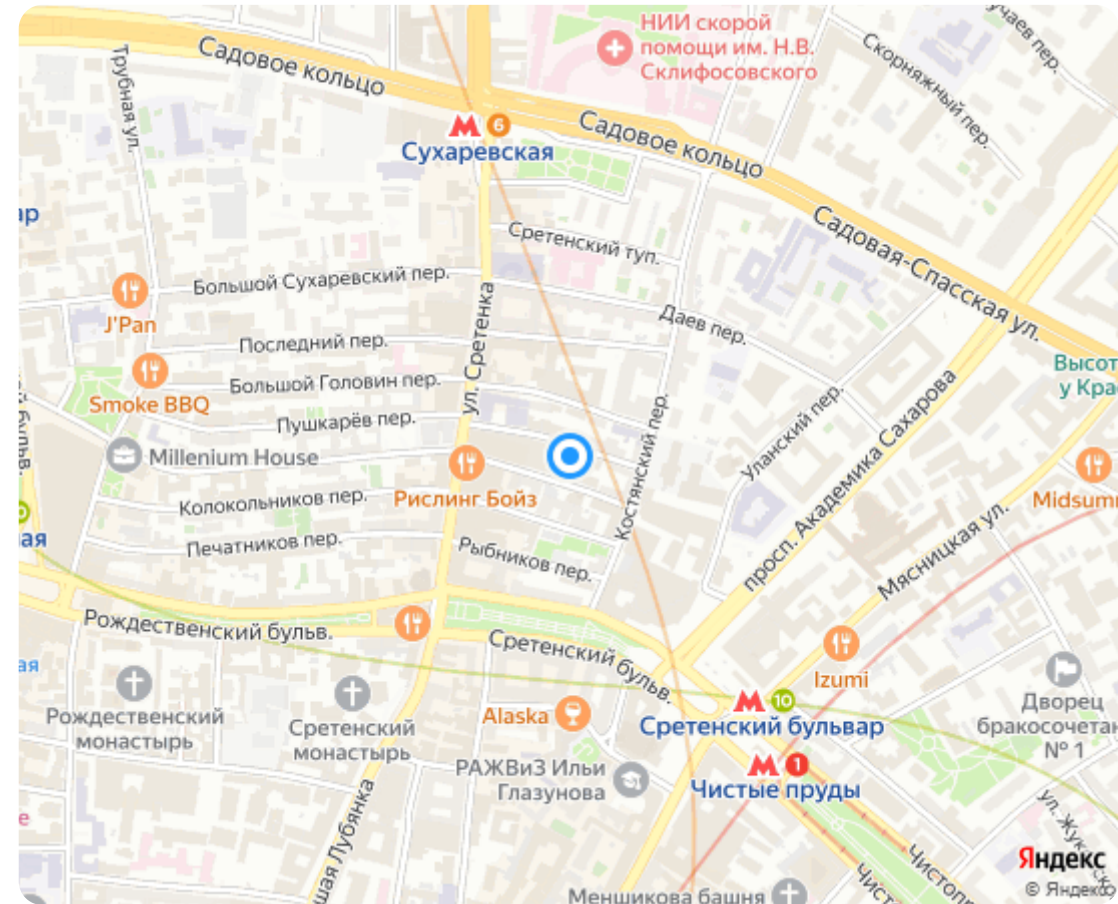 НИИ скорой
помощи им. Н.В.
Склифосовского
Садовое кольцо
Трубная ул.
Скорняжный пер.
6
Сухаревская
Садовое кольцо
Сретенский туп.
Садовая-Спасская ул.
Большой Сухаревский пер.
J'Pan
ул. Сретенка
Даев пер.
Последний пер.
Большой Головин пер.
Smoke BBQ
Пушкарёв пер.
Millenium House
Рислинг Бойз
Колокольников пер.
Печатников пер.
Рыбников пер.
Костянский пер.
Уланский пер.
просп. Академика Сахарова
Мясницкая ул.
Рождественский бульв.
Сретенский бульв.
Izumi
Рождественский
монастырь
Сретенский
монастырь
Alaska
10
Сретенский бульвар
1
Чистые пруды
РАЖВиЗ Ильи
Глазунова
Дворец
№ 1
Меншикова башня
Яндекс
© Яндекс